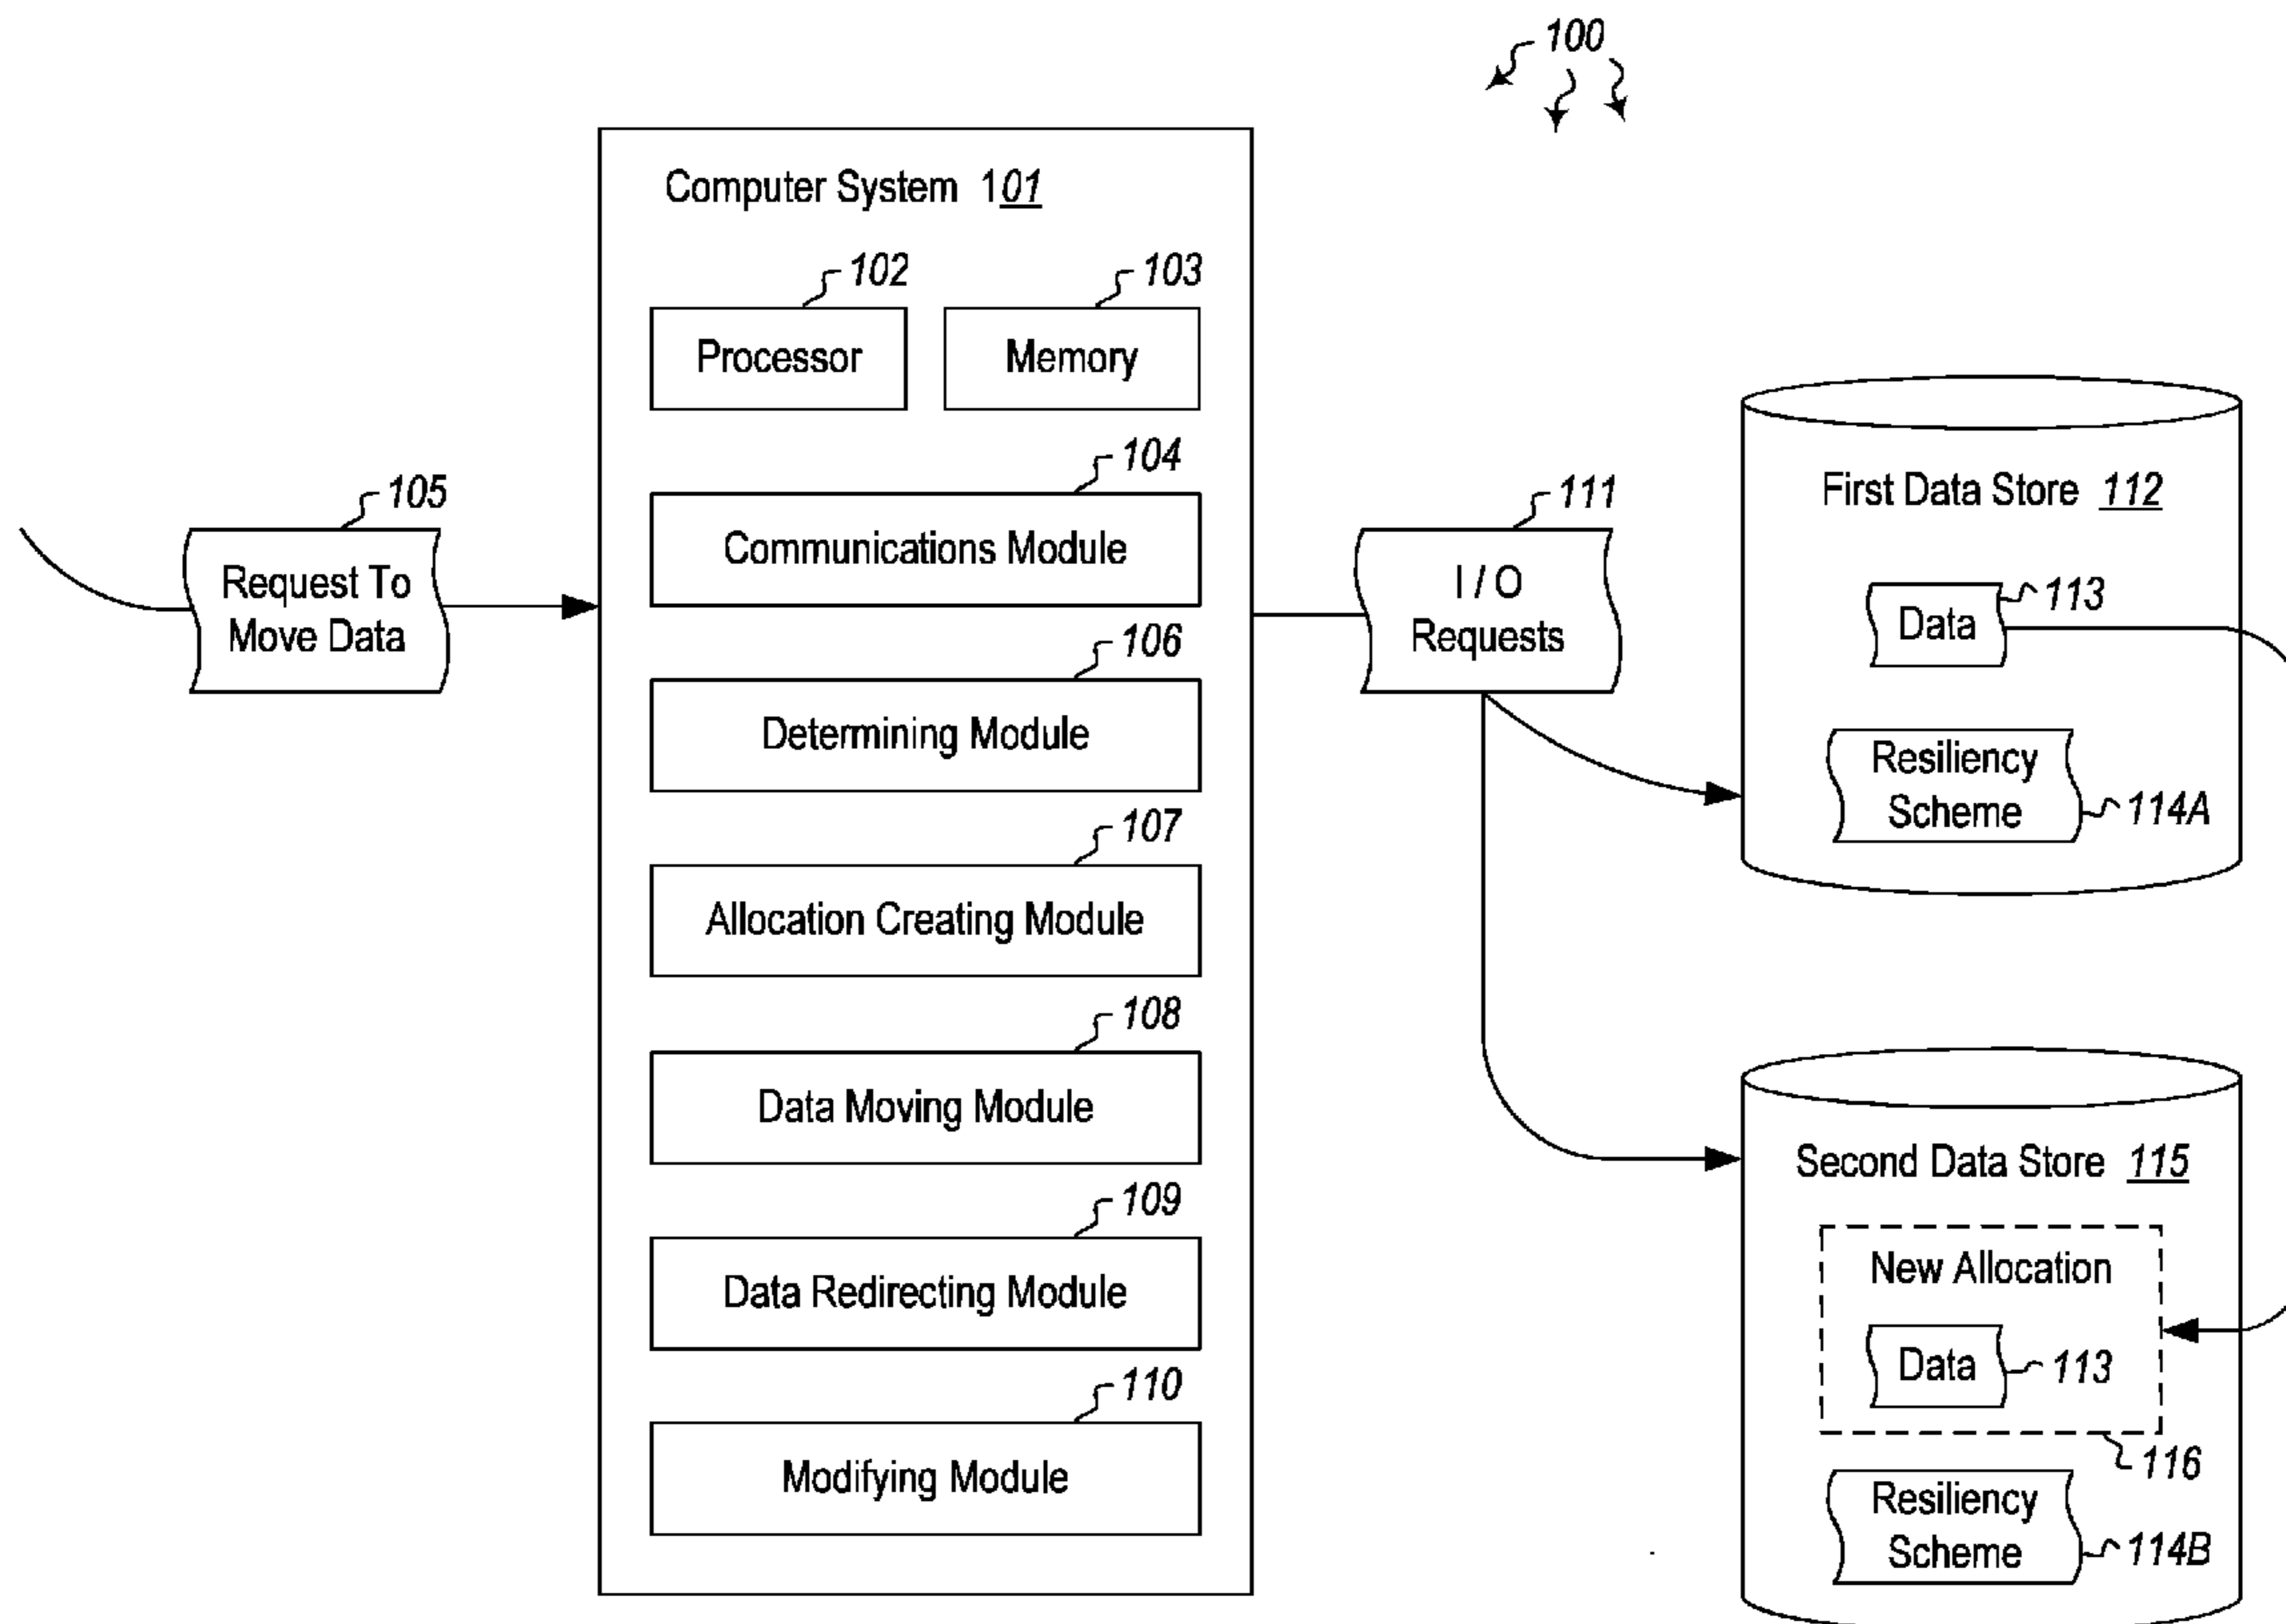 100
Computer System 101
102
103
Processor
Memory
104
Communications Module
105
Request To
Move Data
106
Determining Module
107
Allocation Creating Module
108
Data Moving Module
109
Data Redirecting Module
110
Modifying Module
111
I / O
Requests
First Data Store 112
Data
113
Resiliency
Scheme
114A
Second Data Store 115
New Allocation
Data
113
116
Resiliency
Scheme
114B